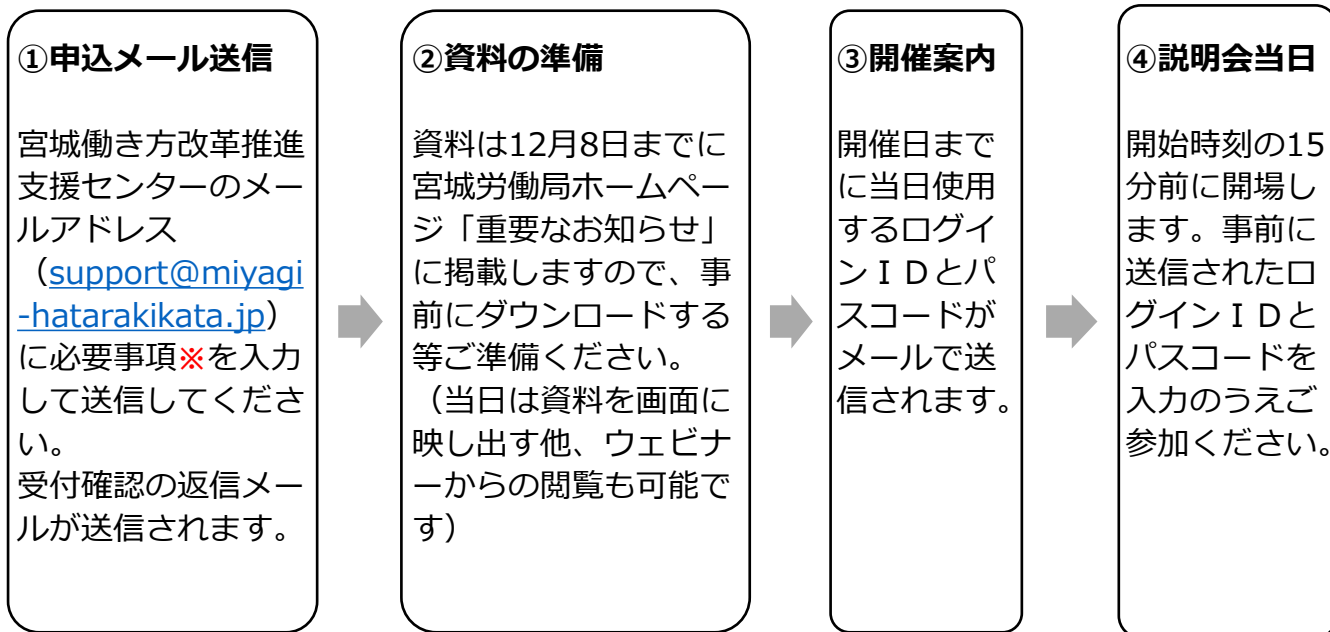 ①申込メール送信
宮城働き方改革推進
支援センターのメー
ルアドレス
（support@miyagi
-hatarakikata.jp）
に必要事項※を入力
して送信してくださ
い。
受付確認の返信メー
ルが送信されます。
②資料の準備
資料は12月8日までに
宮城労働局ホームペー
ジ「重要なお知らせ」
に掲載しますので、事
前にダウンロードする
等ご準備ください。
（当日は資料を画面に
映し出す他、ウェビナ
ーからの閲覧も可能で
す）
③開催案内
開催日まで
に当日使用
するログイ
ンＩＤとパ
スコードが
メールで送
信されます。
④説明会当日
開始時刻の15
分前に開場し
ます。事前に
送信されたロ
グインＩＤと
パスコードを
入力のうえご
参加ください。